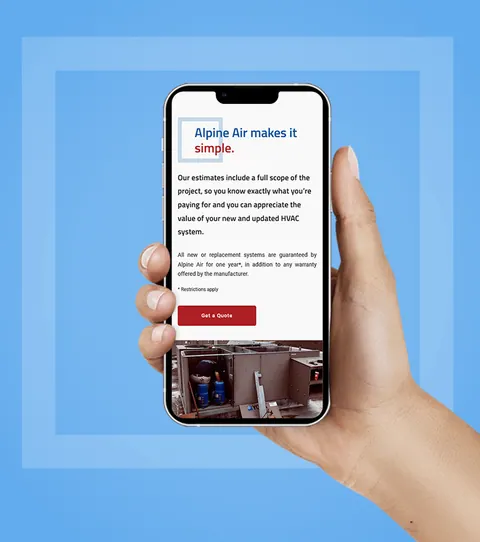 Alpine Air makes it
simple.
Our estimates include a full scope of the
project, so you know exactly what you're
paying for and you can appreciate the
value of your new and updated HVAC
system.
All new or replacement systems are guaranteed by
Alpine Air for one year*, in addition to any warranty
offered by the manufacturer.
* Restrictions apply
Get a Quote